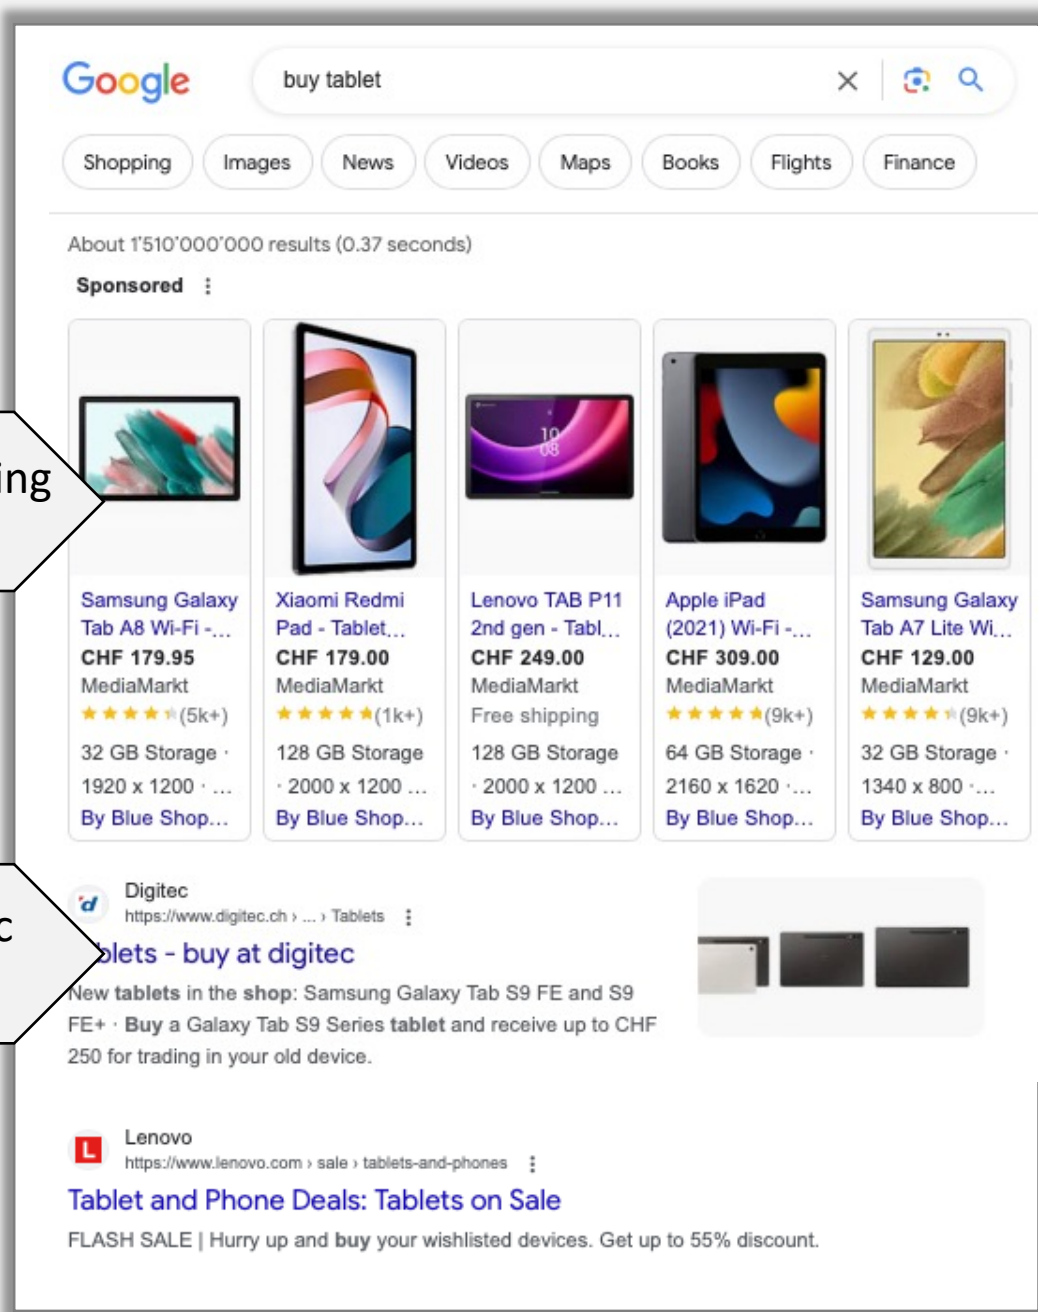 Google
buy tablet
Shopping Images News Videos Maps Books Flights Finance
About 1'510'000'000 results (0.37 seconds)
Sponsored
ing
Samsung Galaxy
Tab A8 Wi-Fi -...
CHF 179.95
MediaMarkt
(5k+)
32 GB Storage ·
1920 x 1200 · ...
By Blue Shop...
Xiaomi Redmi
Pad - Tablet...
CHF 179.00
MediaMarkt
(1k+)
128 GB Storage
· 2000 x 1200 ...
By Blue Shop...
10
08
Lenovo TAB P11
2nd gen - Tabl...
CHF 249.00
MediaMarkt
Free shipping
128 GB Storage
· 2000 x 1200 ...
By Blue Shop...
Apple iPad
(2021) Wi-Fi -...
CHF 309.00
MediaMarkt
(9k+)
64 GB Storage ·
2160 x 1620 ·...
By Blue Shop...
Samsung Galaxy
Tab A7 Lite Wi...
CHF 129.00
MediaMarkt
(9k+)
32 GB Storage ·
1340 x 800 ·...
By Blue Shop...
c
d
Digitec
https://www.digitec.ch › ... › Tablets
blets - buy at digitec
New tablets in the shop: Samsung Galaxy Tab S9 FE and S9
FE+ · Buy a Galaxy Tab S9 Series tablet and receive up to CHF
250 for trading in your old device.
L
Lenovo
https://www.lenovo.com › sale › tablets-and-phones
Tablet and Phone Deals: Tablets on Sale
FLASH SALE | Hurry up and buy your wishlisted devices. Get up to 55% discount.